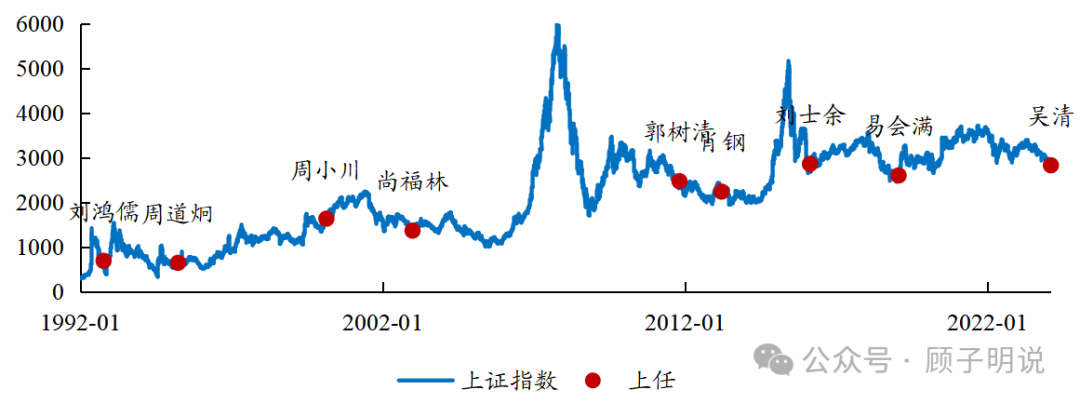 6000
5000
4000
3000
2000
1000
0
刘鸿儒
周道炯
周小川
尚福林
郭树清
肖钢
刘士余
易会满
吴清
1992-01
2002-01
2012-01
2022-01
上证指数
上任
公众号 · 顾子明说